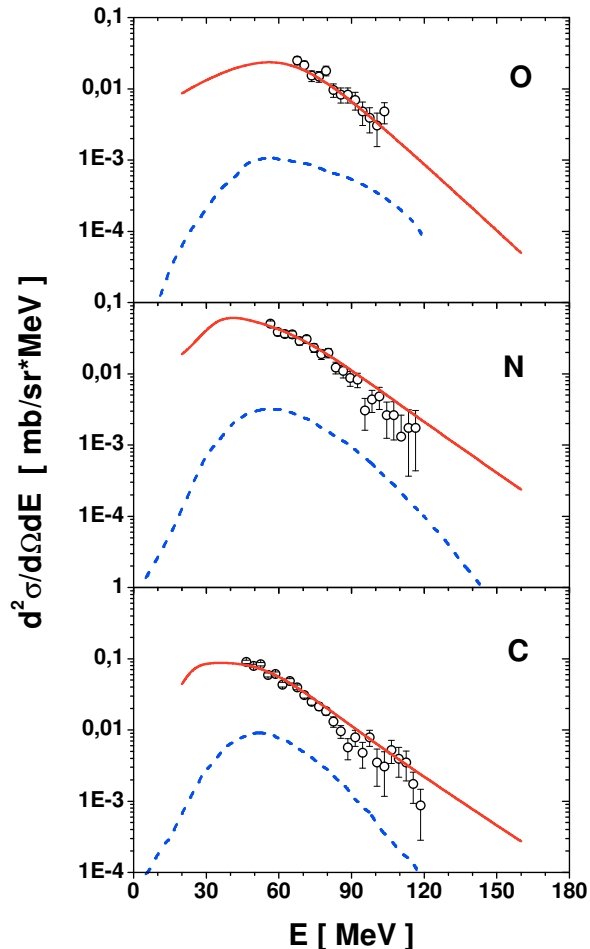 0,1
0,01
1E-3
1E-4
O
0,1
0,01
1E-3
1E-4
N
1
0,1
0,01
1E-3
1E-4
C
d²σ/dΩdE [ mb/sr*MeV]
0 30 60 90 120 150 180
E [ MeV ]